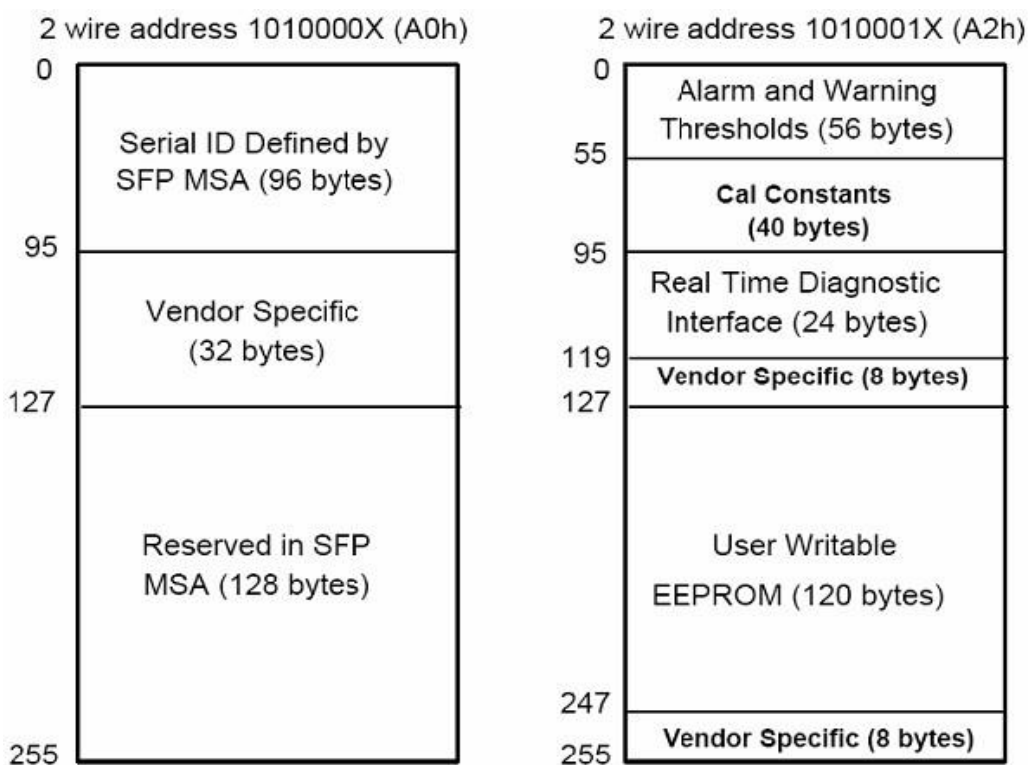 2 wire address 1010000X (A0h)
0
Serial ID Defined by
SFP MSA (96 bytes)
95
Vendor Specific
(32 bytes)
127
Reserved in SFP
MSA (128 bytes)
255
2 wire address 1010001X (A2h)
0
Alarm and Warning
Thresholds (56 bytes)
55
Cal Constants
(40 bytes)
95
Real Time Diagnostic
Interface (24 bytes)
119
Vendor Specific (8 bytes)
127
User Writable
EEPROM (120 bytes)
247
Vendor Specific (8 bytes)
255